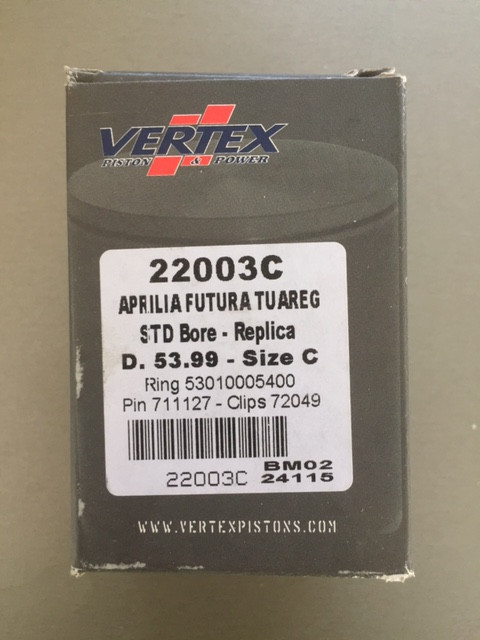 VERTEX
PISTON & POWER
22003C
APRILIA FUTURA TUAREG
STD Bore - Replica
D. 53.99 - Size C
Ring 53010005400
Pin 711127 - Clips 72049
22003C BM02
24115
WWW.VERTEXPISTONS.COM